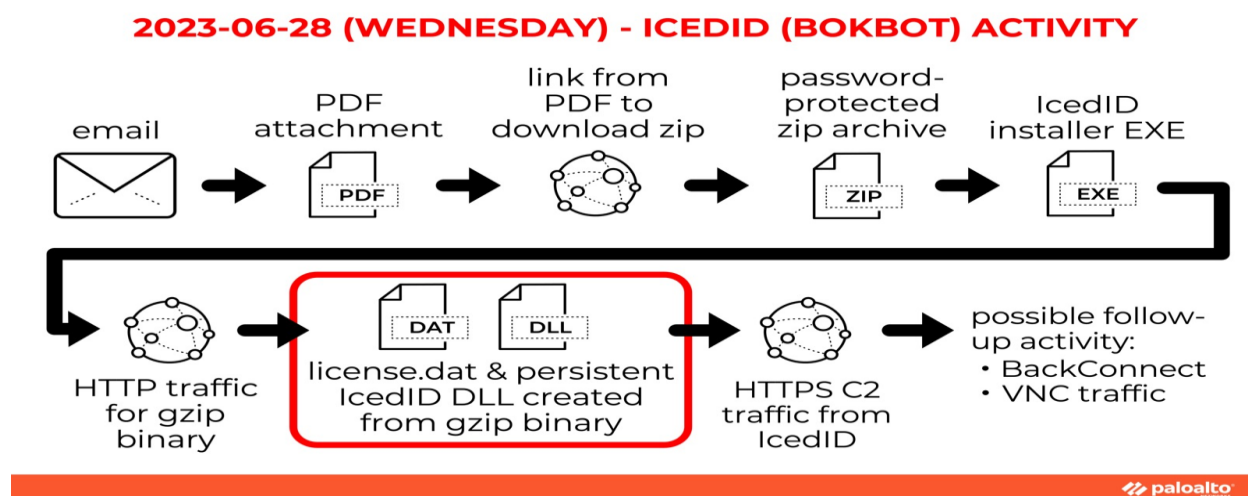 2023-06-28 (WEDNESDAY) - ICEDID (BOKBOT) ACTIVITY
email
PDF
attachment
link from
PDF to
download zip
password-
protected
zip archive
IcedID
installer EXE
PDF
ZIP
EXE
HTTP traffic
for gzip
binary
DAT
DLL
license.dat & persistent
IcedID DLL created
from gzip binary
HTTPS C2
traffic from
IcedID
possible follow-
up activity:
• BackConnect
• VNC traffic
paloalto